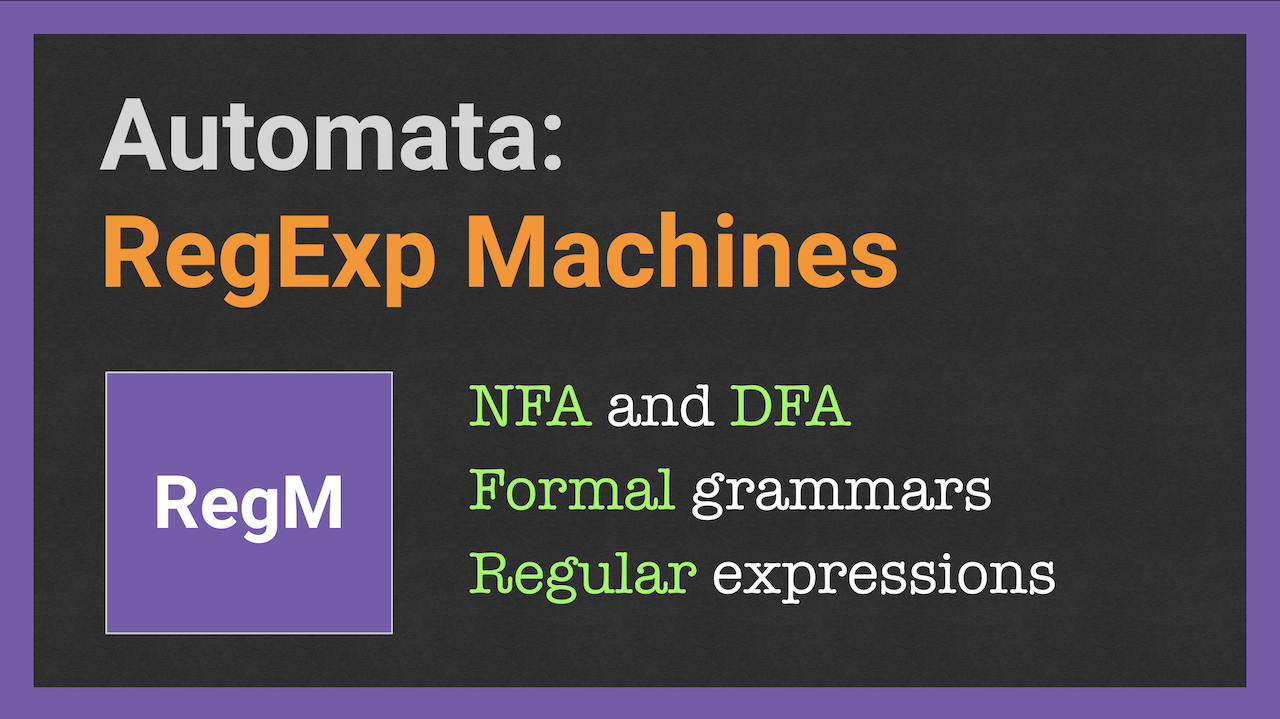 Automata:
RegExp Machines
RegM
NFA and DFA
Formal grammars
Regular expressions